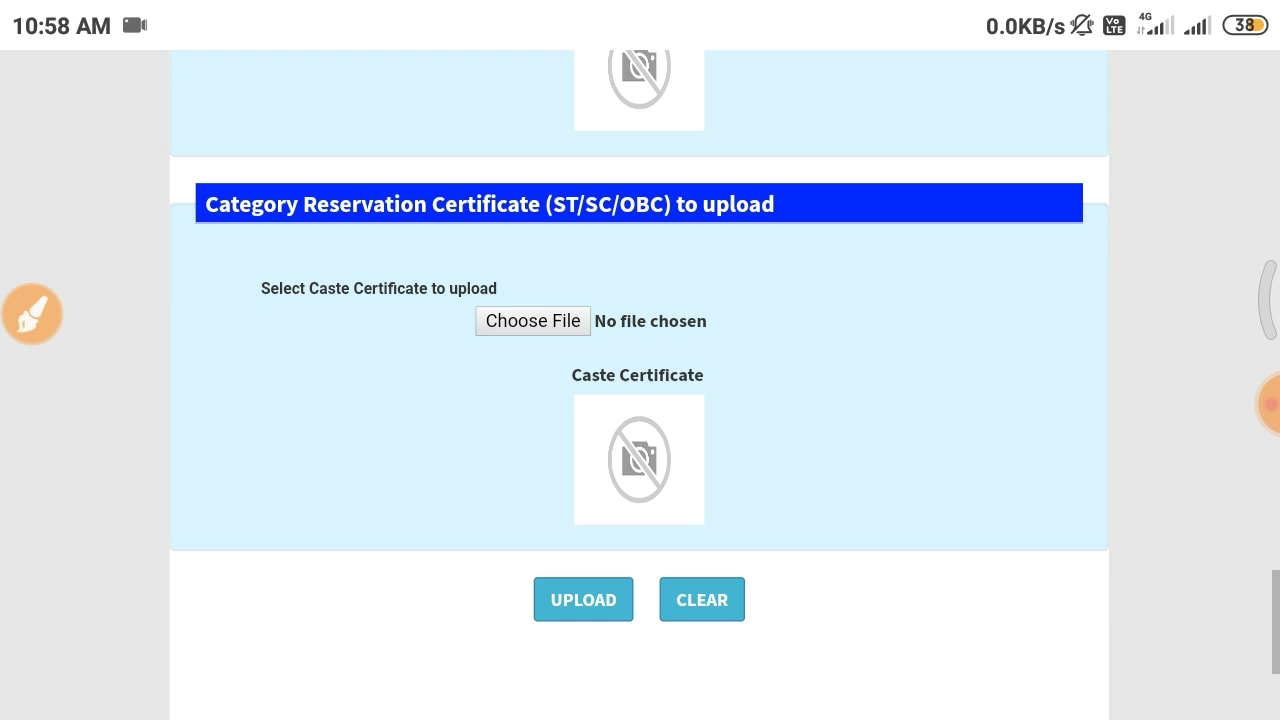 10:58 AM 0.0KB/s Vo LTE 4G 38
Category Reservation Certificate (ST/SC/OBC) to upload
Select Caste Certificate to upload
Choose File No file chosen
Caste Certificate
UPLOAD CLEAR